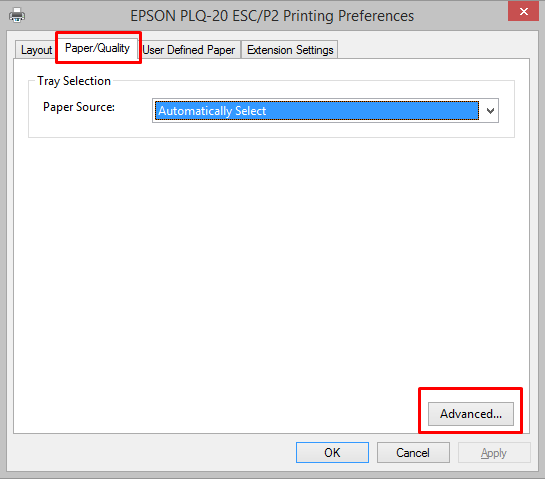 EPSON PLQ-20 ESC/P2 Printing Preferences
Layout Paper/Quality User Defined Paper Extension Settings
Tray Selection
Paper Source: Automatically Select
Advanced...
OK Cancel Apply